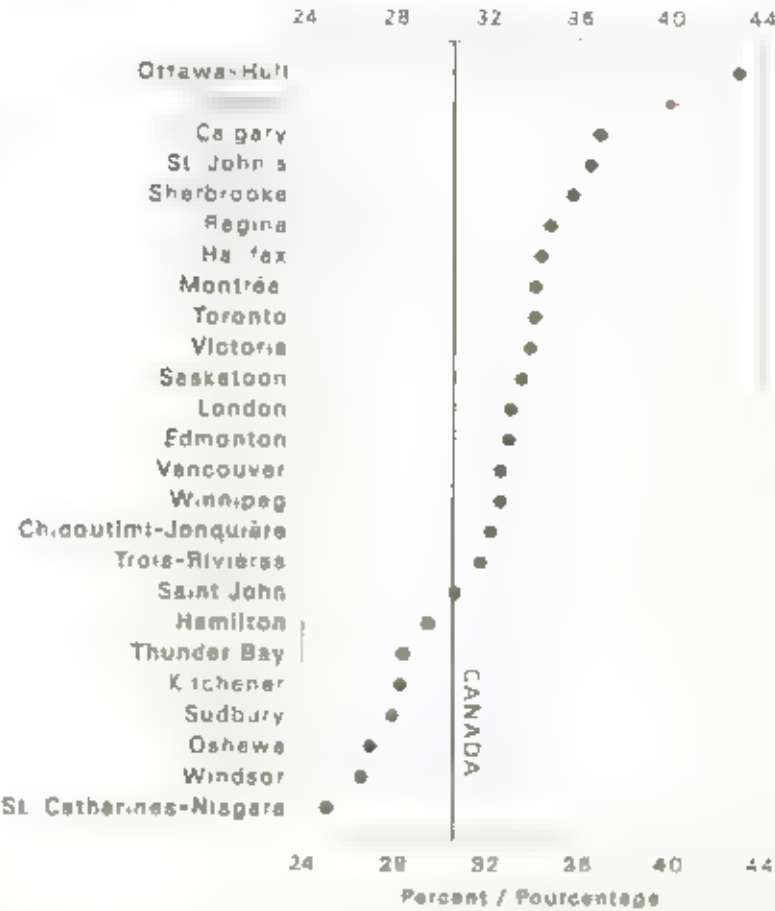 24 28 32 36 40 44
Ottawa-Hull
Calgary
St. John's
Sherbrooke
Regina
Halifax
Montréal
Toronto
Victoria
Saskatoon
London
Edmonton
Vancouver
Winnipeg
Chicoutimi-Jonquière
Trois-Rivières
Saint John
Hamilton
Thunder Bay
Kitchener
Sudbury
Oshawa
Windsor
St. Catharines-Niagara
CANADA
24 28 32 36 40 44
Percent / Pourcentage